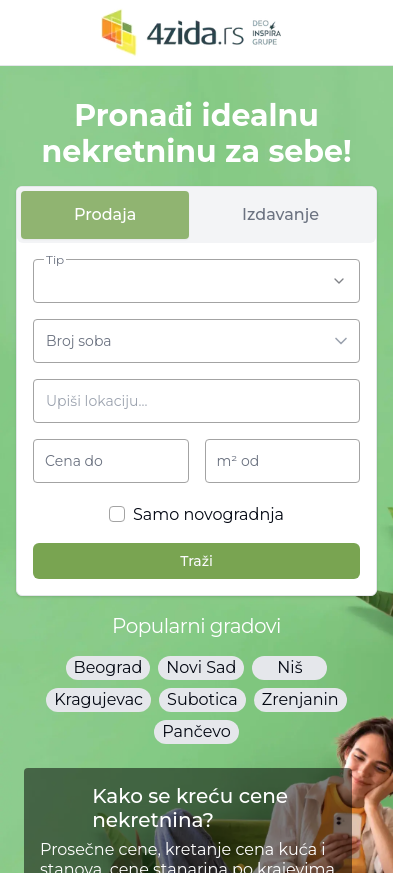 4zida.rs DEO INSPIRA GRUPE
Pronađi idealnu
nekretninu za sebe!
Prodaja Izdavanje
Tip
Broj soba
Upiši lokaciju...
Cena do m² od
Samo novogradnja
Traži
Popularni gradovi
Beograd Novi Sad Niš
Kragujevac Subotica Zrenjanin
Pančevo
Kako se kreću cene
nekretnina?
Prosečne cene, kretanje cena kuća i
stanova, cene stanarina po krajevima